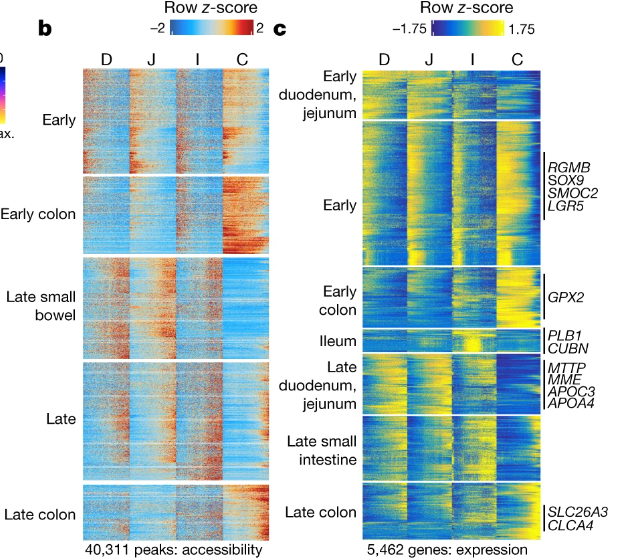 0
ax.
b
Row z-score
−2
2
D J I C
Early
Early colon
Late small
bowel
Late
Late colon
40,311 peaks: accessibility
c
Row z-score
−1.75
1.75
D J I C
Early
duodenum,
jejunum
Early
RGMB
SOX9
SMOC2
LGR5
Early
colon
GPX2
Ileum
PLB1
CUBN
Late
duodenum,
jejunum
MTTP
MME
APOC3
APOA4
Late small
intestine
Late colon
SLC26A3
CLCA4
5,462 genes: expression